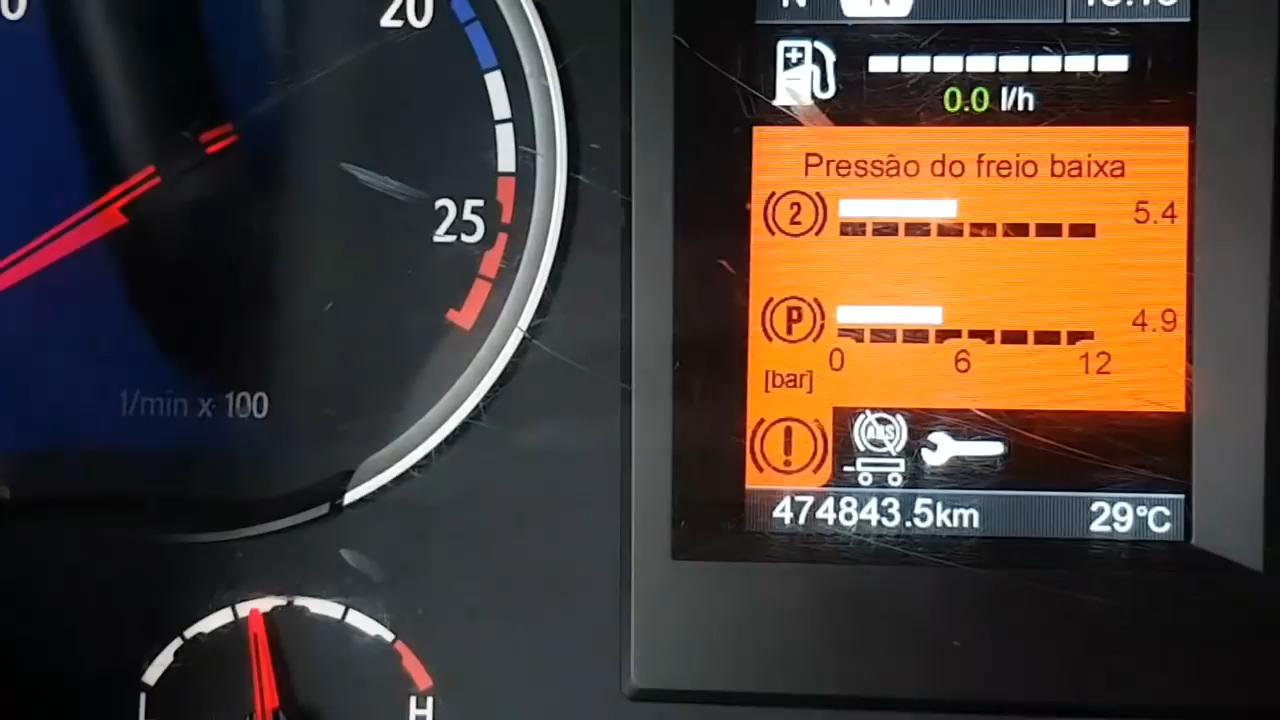 20
25
1/min x 100
H
N
N
0.0 l/h
Pressão do freio baixa
2
5.4
P
4.9
0
6
12
[bar]
!
ABS
474843.5km
29°C